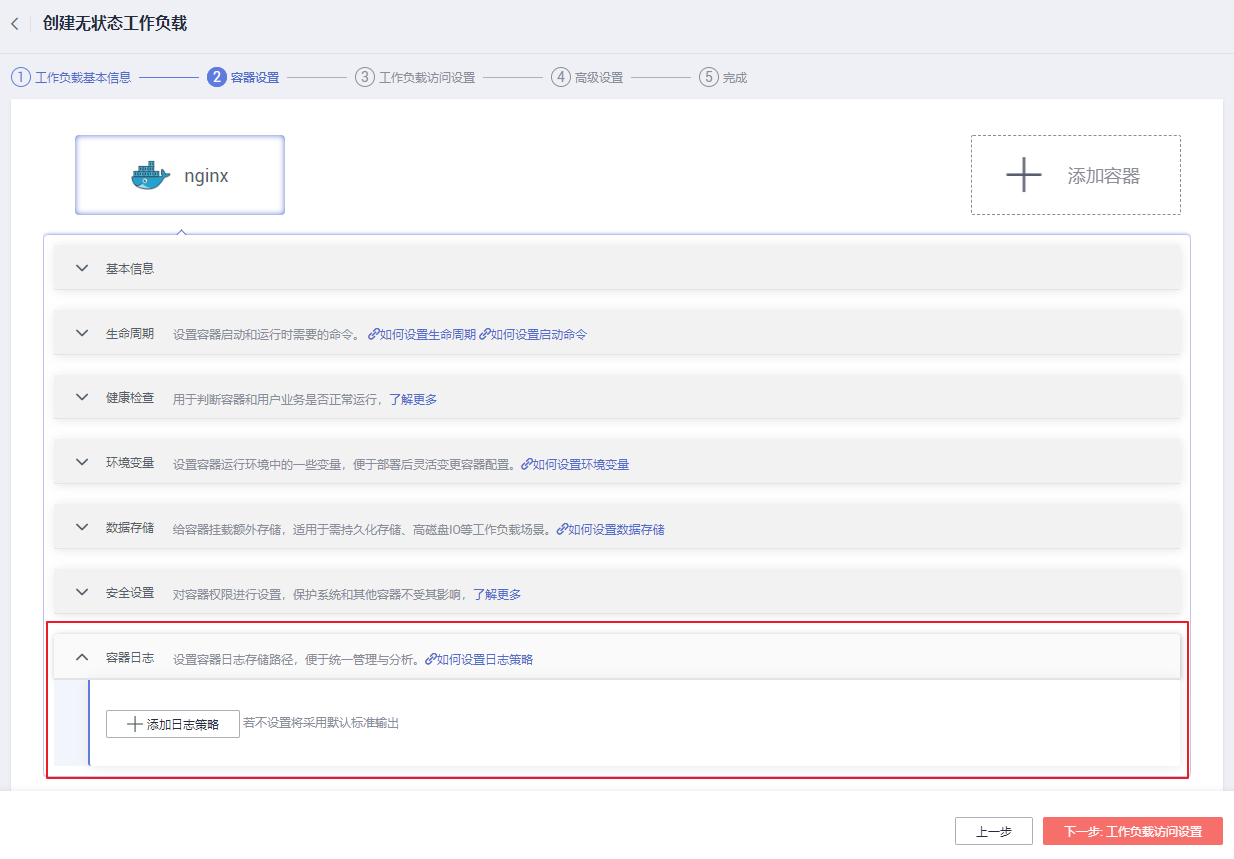 创建无状态工作负载
1 工作负载基本信息 2 容器设置 3 工作负载访问设置 4 高级设置 5 完成
nginx 添加容器
基本信息
生命周期 设置容器启动和运行时需要的命令。 如何设置生命周期 如何设置启动命令
健康检查 用于判断容器和用户业务是否正常运行，了解更多
环境变量 设置容器运行环境中的一些变量，便于部署后灵活变更容器配置。 如何设置环境变量
数据存储 给容器挂载额外存储，适用于需持久化存储、高磁盘IO等工作负载场景。 如何设置数据存储
安全设置 对容器权限进行设置，保护系统和其他容器不受其影响，了解更多
容器日志 设置容器日志存储路径，便于统一管理与分析。 如何设置日志策略
添加日志策略 若不设置将采用默认标准输出
上一步 下一步: 工作负载访问设置